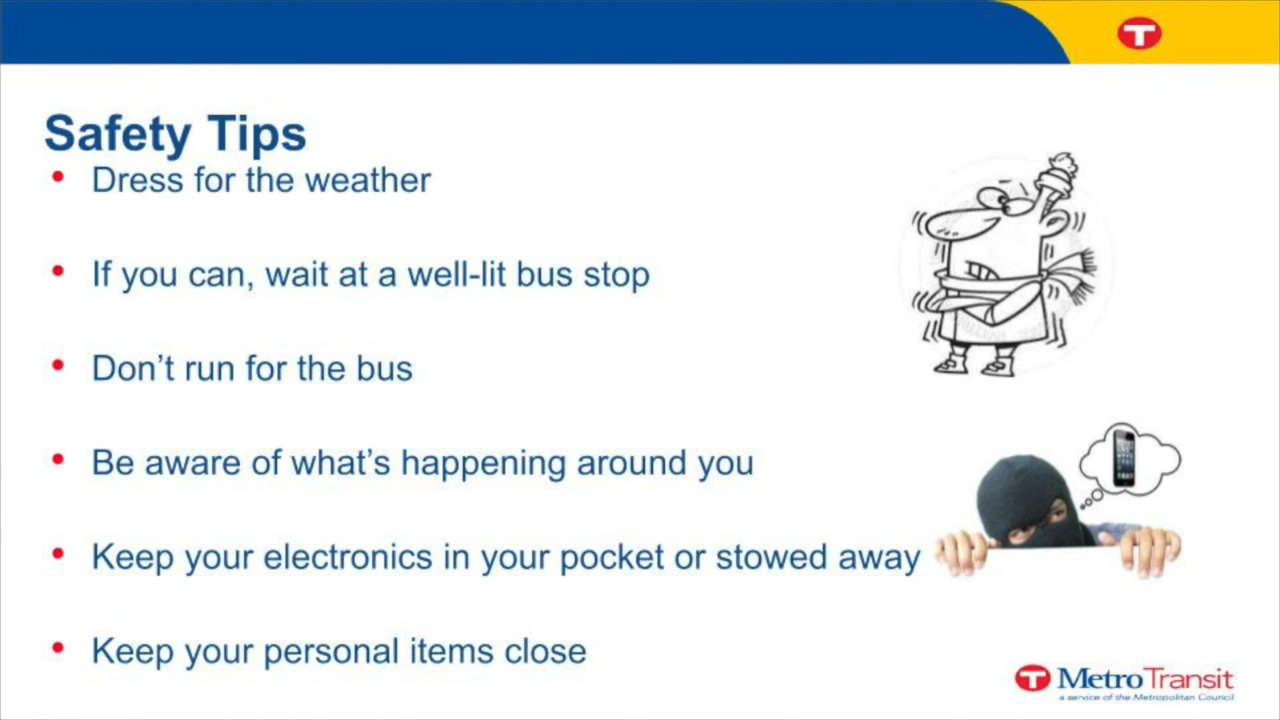 T
Safety Tips
• Dress for the weather
• If you can, wait at a well-lit bus stop
• Don't run for the bus
• Be aware of what's happening around you
• Keep your electronics in your pocket or stowed away
• Keep your personal items close
T MetroTransit
a service of the Metropolitan Council